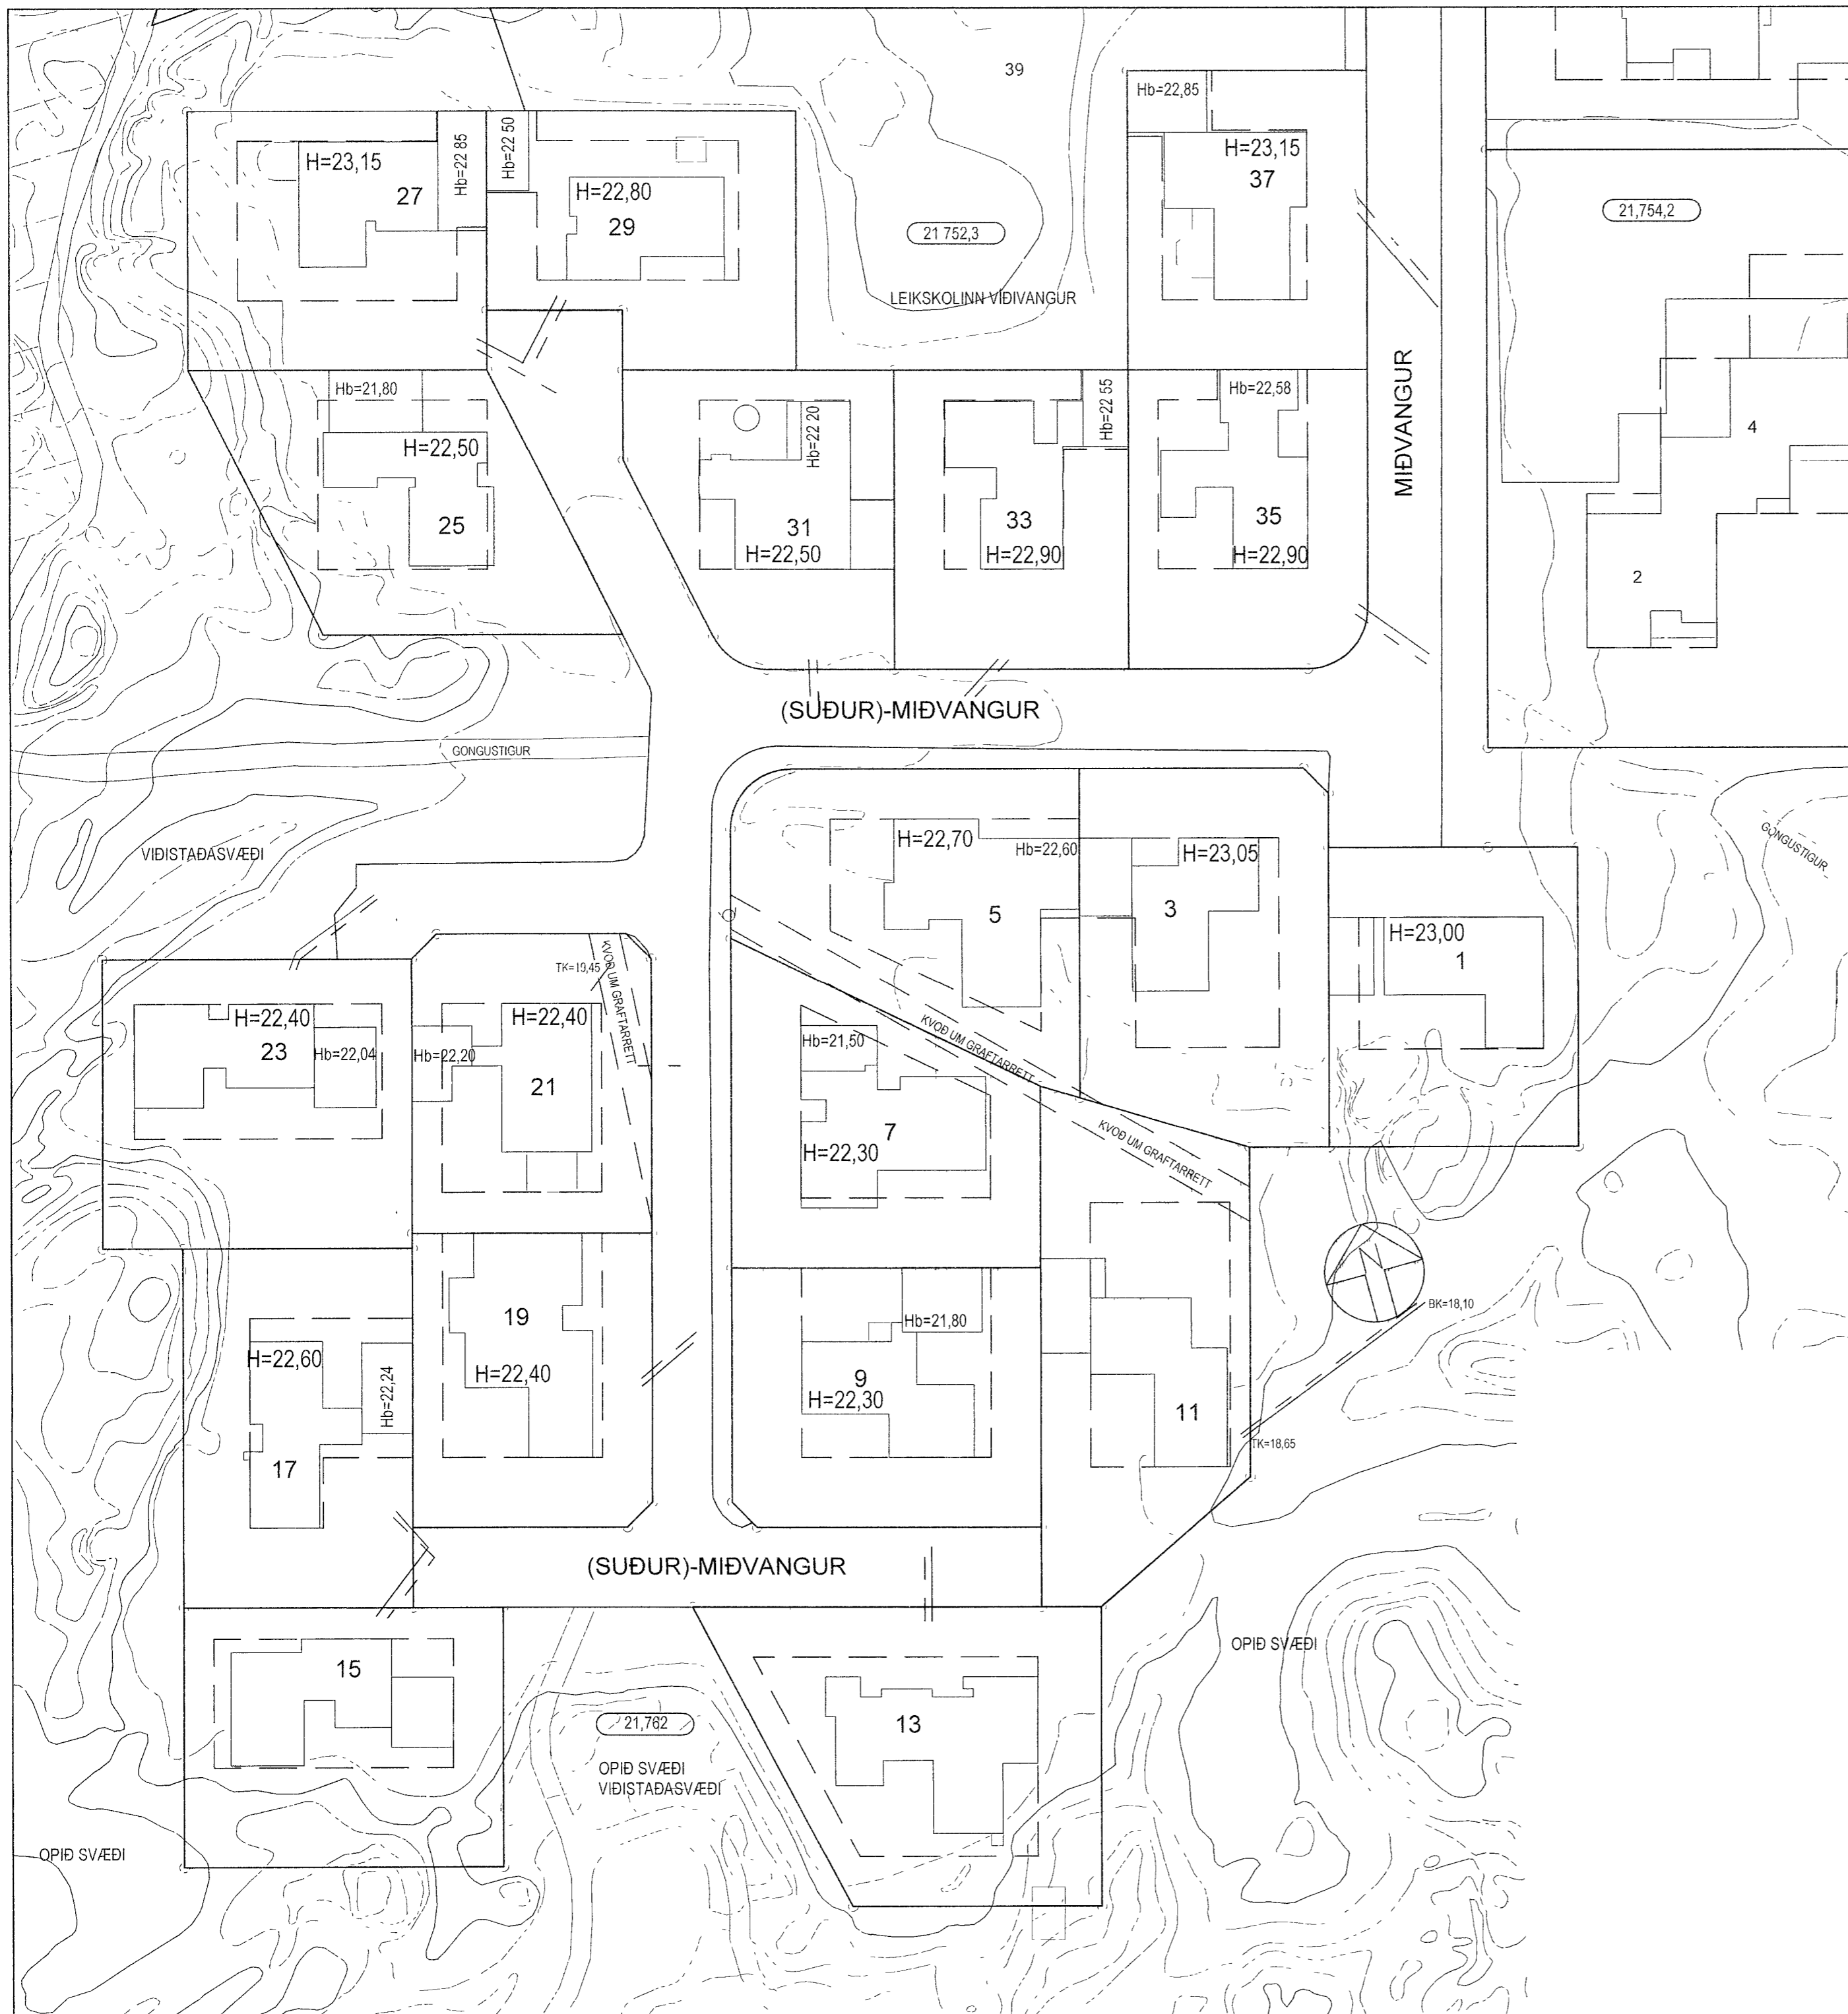 39
Hb=22,85
H=23,15
37
H=23,15
27
Hb=22 85
Hb=22 50
H=22,80
29
21 752,3
LEIKSKOLINN VIÐIVANGUR
21,754,2
4
2
MIÐVANGUR
Hb=21,80
H=22,50
25
Hb=22 20
31
H=22,50
Hb=22 55
33
H=22,90
Hb=22,58
35
H=22,90
(SUÐUR)-MIÐVANGUR
GONGUSTIGUR
VIÐISTAÐASVÆÐI
GONGUSTIGUR
H=22,70
Hb=22,60
5
H=23,05
3
H=23,00
1
TK=19,45
KVOÐ UM GRAFTARRETT
H=22,40
23
Hb=22,04
H=22,40
Hb=22,20
21
KVOÐ UM GRAFTARRETT
KVOÐ UM GRAFTARRETT
Hb=21,50
7
H=22,30
19
H=22,40
H=22,60
Hb=22,24
17
Hb=21,80
9
H=22,30
11
BK=18,10
TK=18,65
(SUÐUR)-MIÐVANGUR
15
13
21,762
OPIÐ SVÆÐI
VIÐISTAÐASVÆÐI
OPIÐ SVÆÐI
OPIÐ SVÆÐI